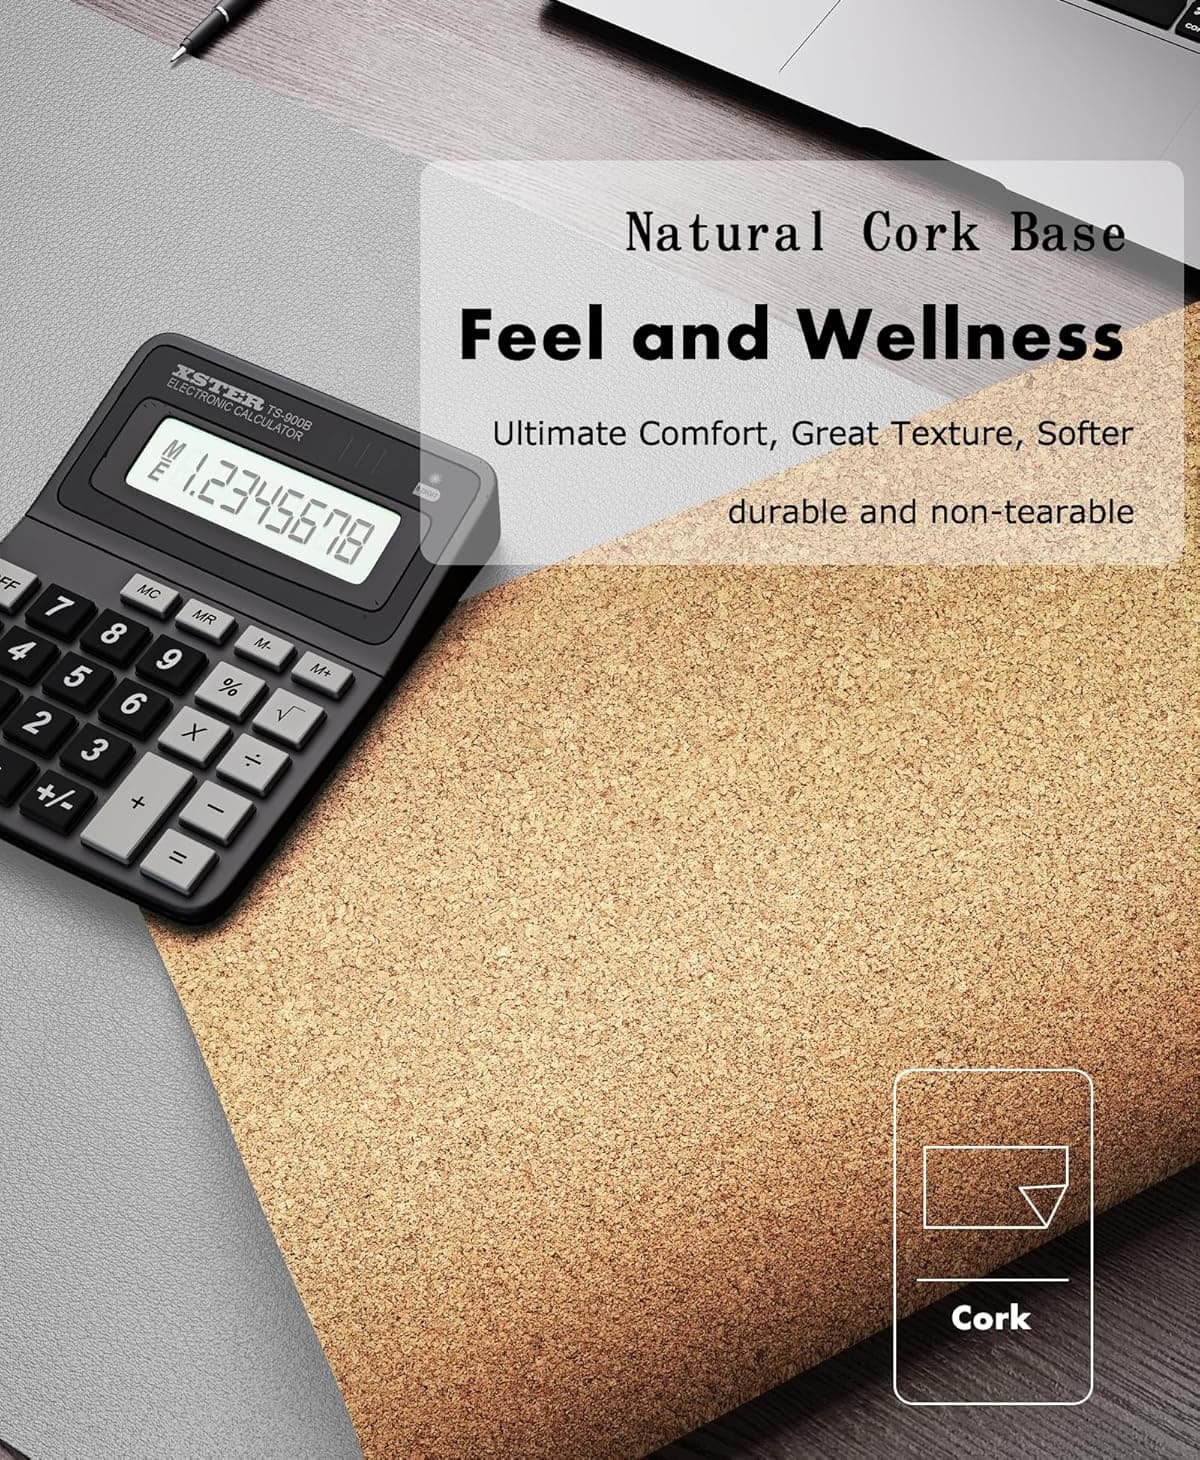 Natural Cork Base
Feel and Wellness
Ultimate Comfort, Great Texture, Softer
durable and non-tearable
XSTER TS-900B
ELECTRONIC CALCULATOR
M
E 1.2345678
MC
MR
M-
M+
7
8
9
%
√
4
5
6
X
÷
2
3
+
−
+/-
=
Cork